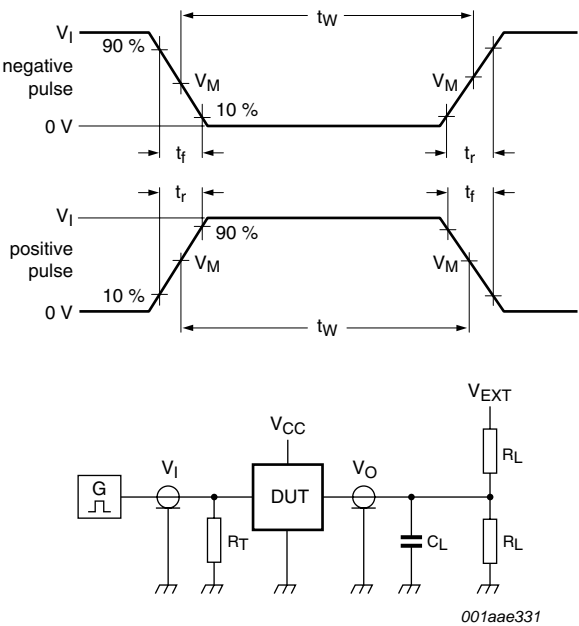 tW
VI
90 %
negative
pulse
VM
VM
10 %
0 V
tf
tr
tr
tf
VI
90 %
positive
pulse
VM
VM
10 %
0 V
tW
VEXT
VCC
RL
VI
VO
G
DUT
RT
CL
RL
001aae331